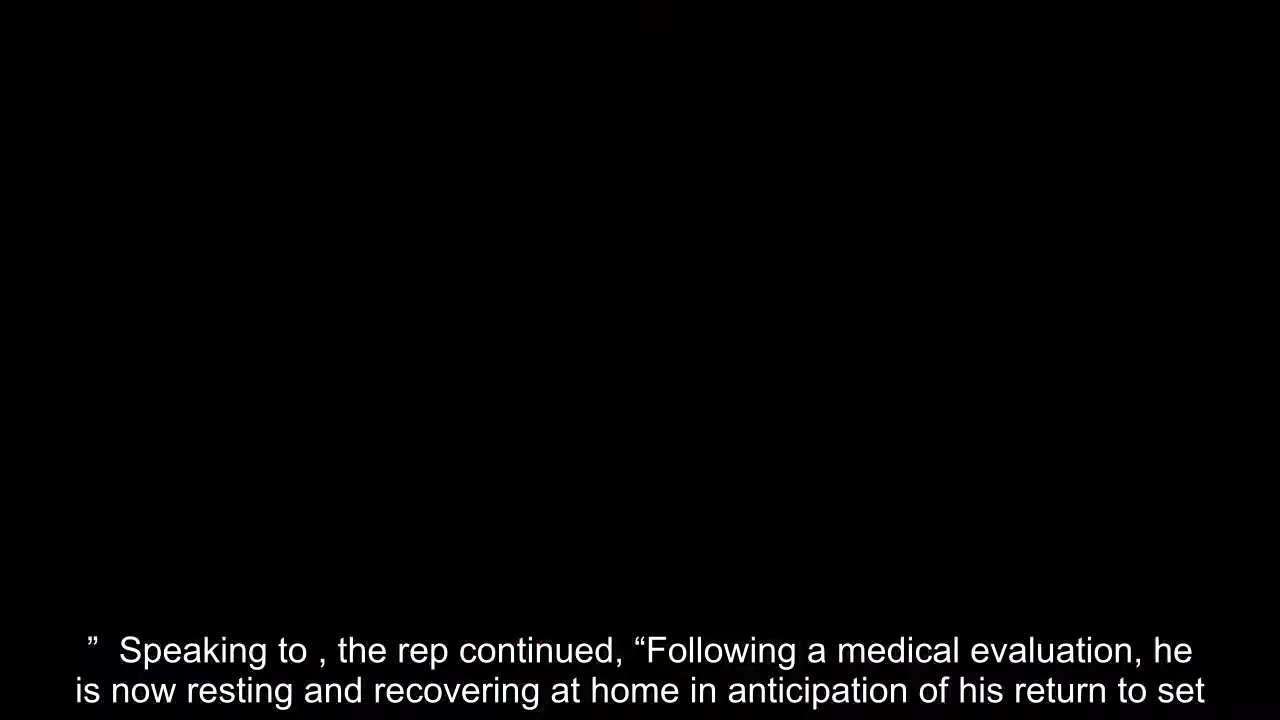 ”  Speaking to , the rep continued, “Following a medical evaluation, he
is now resting and recovering at home in anticipation of his return to set